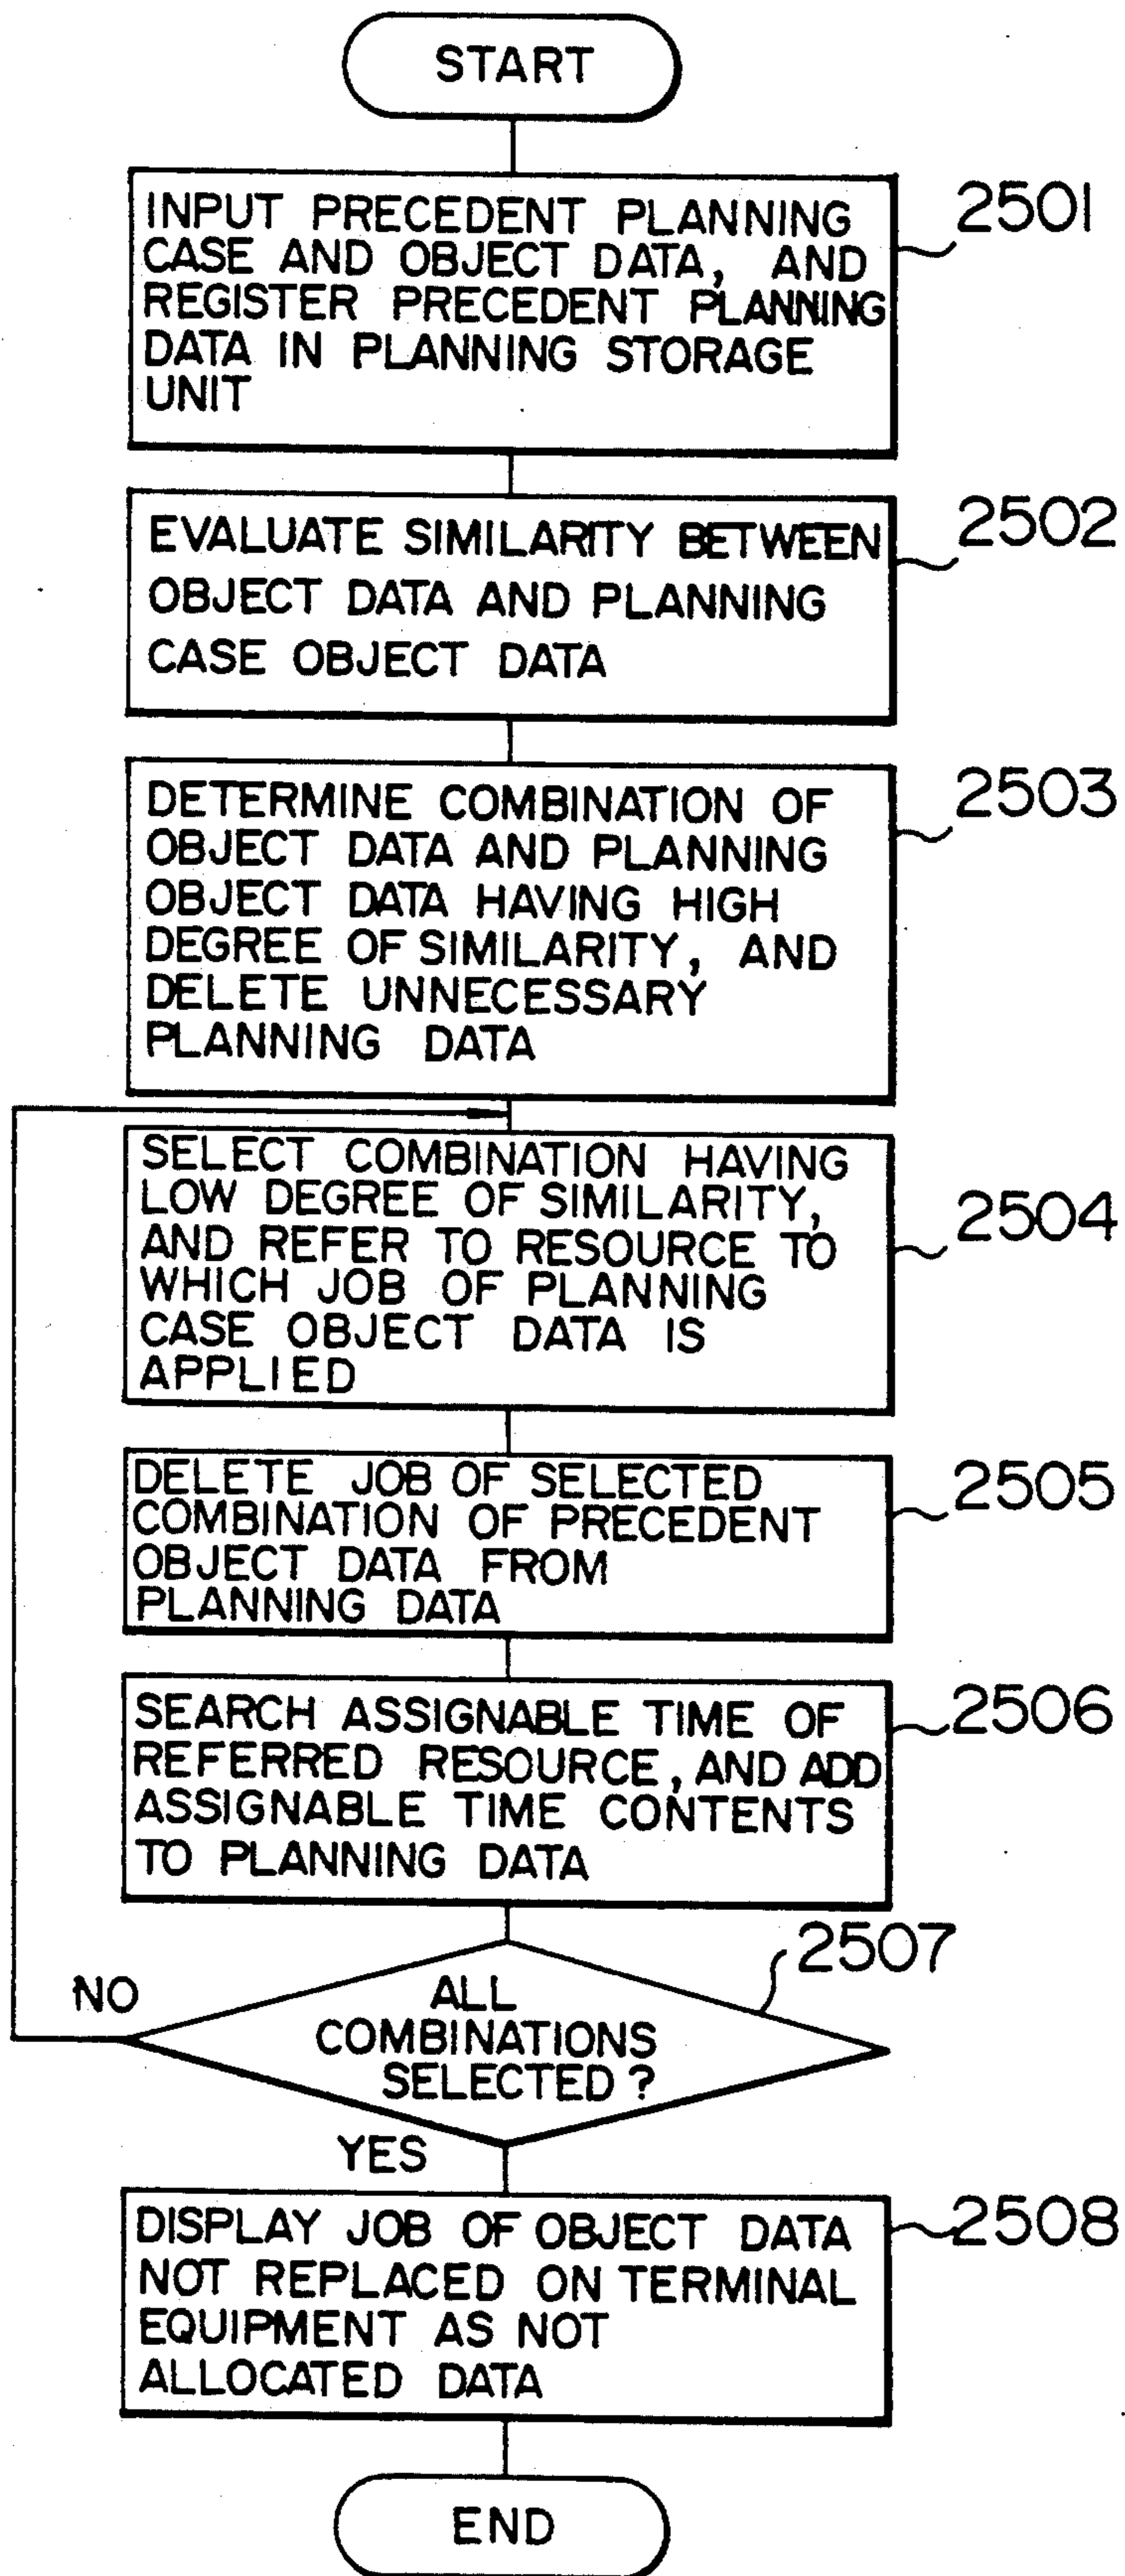 START
INPUT PRECEDENT PLANNING
CASE AND OBJECT DATA, AND
REGISTER PRECEDENT PLANNING
DATA IN PLANNING STORAGE
UNIT
2501
EVALUATE SIMILARITY BETWEEN
OBJECT DATA AND PLANNING
CASE OBJECT DATA
2502
DETERMINE COMBINATION OF
OBJECT DATA AND PLANNING
OBJECT DATA HAVING HIGH
DEGREE OF SIMILARITY, AND
DELETE UNNECESSARY
PLANNING DATA
2503
SELECT COMBINATION HAVING
LOW DEGREE OF SIMILARITY,
AND REFER TO RESOURCE TO
WHICH JOB OF PLANNING
CASE OBJECT DATA IS
APPLIED
2504
DELETE JOB OF SELECTED
COMBINATION OF PRECEDENT
OBJECT DATA FROM
PLANNING DATA
2505
SEARCH ASSIGNABLE TIME OF
REFERRED RESOURCE, AND ADD
ASSIGNABLE TIME CONTENTS
TO PLANNING DATA
2506
2507
NO
ALL
COMBINATIONS
SELECTED?
YES
DISPLAY JOB OF OBJECT DATA
NOT REPLACED ON TERMINAL
EQUIPMENT AS NOT
ALLOCATED DATA
2508
END